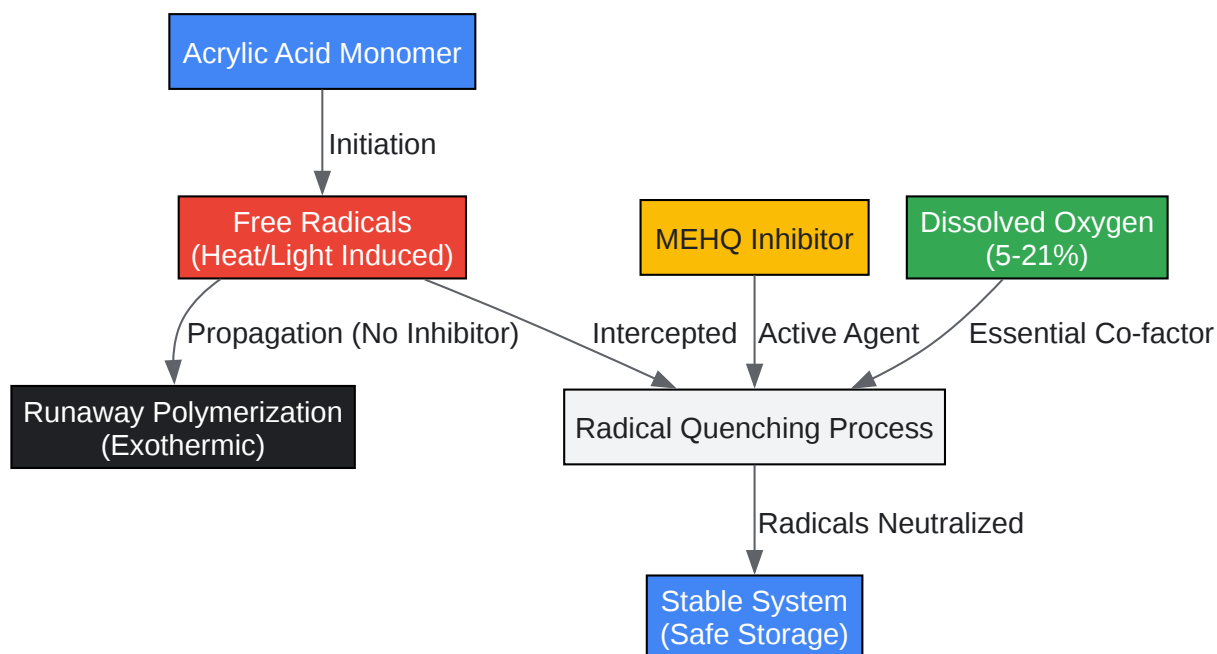 Acrylic Acid Monomer
Initiation
Free Radicals
(Heat/Light Induced)
MEHQ Inhibitor
Dissolved Oxygen
(5-21%)
Propagation (No Inhibitor)
Intercepted
Active Agent
Essential Co-factor
Runaway Polymerization
(Exothermic)
Radical Quenching Process
Radicals Neutralized
Stable System
(Safe Storage)